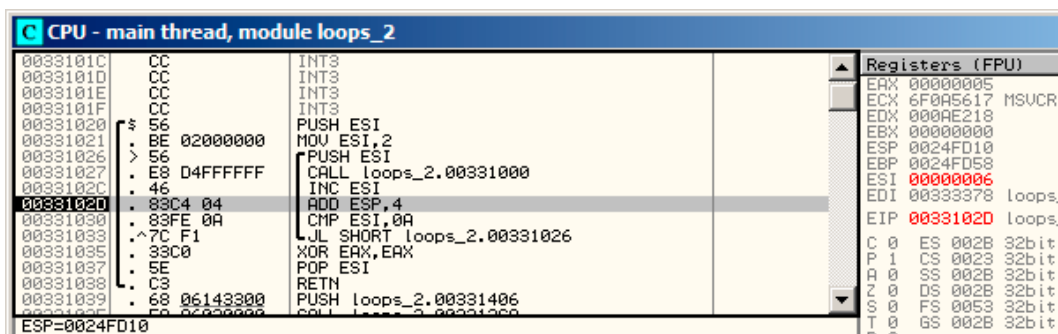 C CPU - main thread, module loops_2
0033101C CC INT3
0033101D CC INT3
0033101E CC INT3
0033101F CC INT3
00331020 $ 56 PUSH ESI
00331021 . BE 02000000 MOV ESI,2
00331026 > 56 PUSH ESI
00331027 . E8 D4FFFFFF CALL loops_2.00331000
0033102C . 46 INC ESI
0033102D . 83C4 04 ADD ESP,4
00331030 . 83FE 0A CMP ESI,0A
00331033 .^7C F1 JL SHORT loops_2.00331026
00331035 . 33C0 XOR EAX,EAX
00331037 . 5E POP ESI
00331038 . C3 RETN
00331039 . 68 06143300 PUSH loops_2.00331406
ESP=0024FD10
Registers (FPU)
EAX 00000005
ECX 6F0A5617 MSVCR
EDX 000AE218
EBX 00000000
ESP 0024FD10
EBP 0024FD58
ESI 00000006
EDI 00333378 loops_
EIP 0033102D loops_
C 0 ES 002B 32bit
P 1 CS 0023 32bit
A 0 SS 002B 32bit
Z 0 DS 002B 32bit
S 0 FS 0053 32bit
T 0 GS 002B 32bit